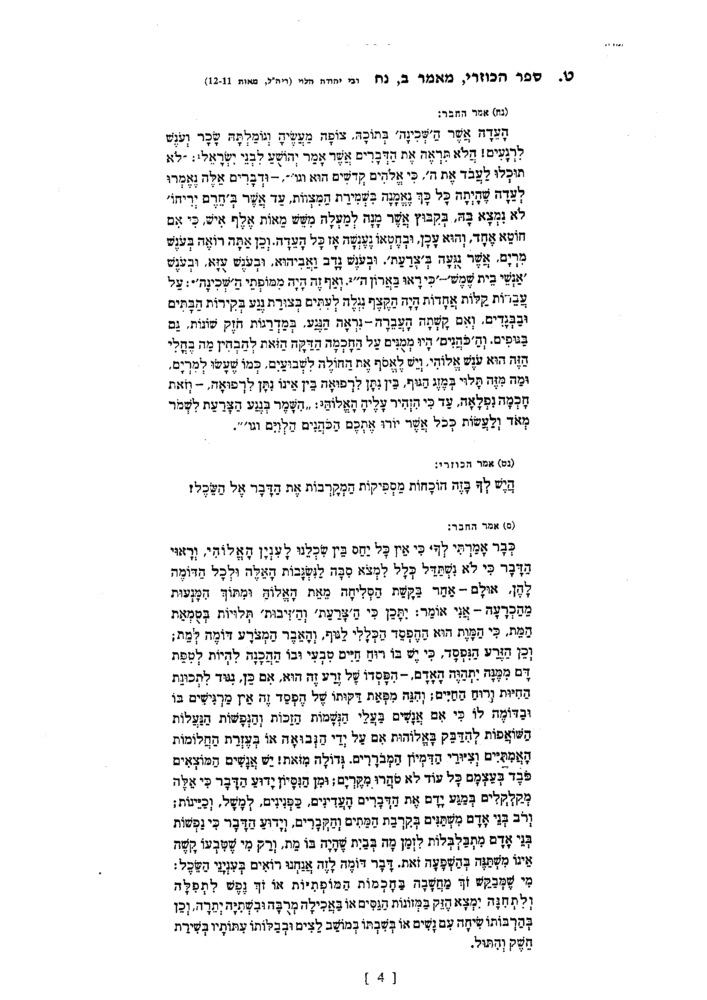 ט. ספר הכוזרי, מאמר ב, נח רבי יהודה הלוי (ריה"ל, מאות 12-11)
(נח) אמר החבר:
הָעֵדָה אֲשֶׁר הַ'שְּׁכִינָה' בְּתוֹכָהּ, צוֹפָה מַעֲשֶׂיהָ וְגוֹמַלְתָּהּ שָׂכָר וְעֹנֶשׁ
לִרְגָעִים! הֲלֹא תִרְאֶה אֶת הַדְּבָרִים אֲשֶׁר אָמַר יְהוֹשֻׁעַ לִבְנֵי יִשְׂרָאֵל¹: "לֹא
תוּכְלוּ לַעֲבֹד אֶת ה', כִּי אֱלֹהִים קְדֹשִׁים הוּא וגו'", – וּדְבָרִים אֵלֶּה נֶאֶמְרוּ
לְעֵדָה שֶׁהָיְתָה כָּל כָּךְ נֶאֱמָנָה בִּשְׁמִירַת הַמִּצְווֹת, עַד אֲשֶׁר בְּ'חֵרֶם יְרִיחוֹ'
לֹא נִמְצָא בָהּ, בְּקִבּוּץ אֲשֶׁר מָנָה לְמַעְלָה מִשֵּׁשׁ מֵאוֹת אֶלֶף אִישׁ, כִּי אִם
חוֹטֵא אֶחָד, וְהוּא עָכָן, וּבְחֶטְאוֹ נֶעֶנְשָׁה אָז כָּל הָעֵדָה. וְכֵן אַתָּה רוֹאֶה בְּעֹנֶשׁ
מִרְיָם, אֲשֶׁר נֻגְּעָה בְּ'צָרַעַת', וּבְעֹנֶשׁ נָדָב וַאֲבִיהוּא, וּבְעֹנֶשׁ עֻזָּא, וּבְעֹנֶשׁ
'אַנְשֵׁי בֵית שֶׁמֶשׁ' – 'כִּי רָאוּ בַּאֲרוֹן ה''². וְאַף זֶה הָיָה מִמּוֹפְתֵי הַ'שְּׁכִינָה'*: עַל
עֲבֵרוֹת קַלּוֹת אֲחָדוֹת הָיָה הַקֶּצֶף נִגְלֶה לְעִתִּים בְּצוּרַת נֶגַע בְּקִירוֹת הַבָּתִּים
וּבַבְּגָדִים, וְאִם קָשְׁתָה הָעֲבֵרָה – נִרְאָה הַנֶּגַע, בְּמַדְרֵגוֹת חֹזֶק שׁוֹנוֹת, גַּם
בַּגּוּפִים. וְהַ'כֹּהֲנִים' הָיוּ מְמֻנִּים עַל הַחָכְמָה הַדַּקָּה הַזֹּאת לְהַבְחִין מַה בֶּחֳלִי
הַזֶּה הוּא עֹנֶשׁ אֱלוֹהִי, וְיֵשׁ לֶאֱסֹף אֶת הַחוֹלֶה לִשְׁבוּעַיִם, כְּמוֹ שֶׁעָשׂוּ לְמִרְיָם,
וּמַה מִּזֶּה תָּלוּי בְּמֶזֶג הַגּוּף, בֵּין נִתָּן לִרְפוּאָה בֵּין אֵינוֹ נִתָּן לִרְפוּאָה, – וְזֹאת
חָכְמָה נִפְלָאָה, עַד כִּי הִזְהִיר עָלֶיהָ הָאֱלוֹהַּ³: „הִשָּׁמֶר בְּנֶגַע הַצָּרַעַת לִשְׁמֹר
מְאֹד וְלַעֲשׂוֹת כְּכֹל אֲשֶׁר יוֹרוּ אֶתְכֶם הַכֹּהֲנִים הַלְוִיִּם וגו'".
(נט) אמר הכוזרי:
הֲיֵשׁ לְךָ בָּזֶה הוֹכָחוֹת מַסְפִּיקוֹת הַמְקָרְבוֹת אֶת הַדָּבָר אֶל הַשֵּׂכֶל?
(ס) אמר החבר:
כְּבָר אָמַרְתִּי לְךָ⁴ כִּי אֵין כָּל יַחַס בֵּין שִׂכְלֵנוּ לָעִנְיָן הָאֱלוֹהִי, וְרָאוּי
הַדָּבָר כִּי לֹא נִשְׁתַּדֵּל כְּלָל לִמְצֹא סִבָּה לַנִּשְׂגָּבוֹת הָאֵלֶּה וּלְכָל הַדּוֹמֶה
לָהֶן, אוּלָם – אַחַר בַּקָּשַׁת הַסְּלִיחָה מֵאֵת הָאֱלוֹהַּ וּמִתּוֹךְ הִמָּנְעוּת
מֵהַכְרָעָה – אֲנִי אוֹמֵר: יִתָּכֵן כִּי הַ'צָּרַעַת' וְהַ'זִּיבוּת' תְּלוּיוֹת בְּטֻמְאַת
הַמֵּת, כִּי הַמָּוֶת הוּא הַהֶפְסֵד הַכְּלָלִי לַגּוּף, וְהָאֵבֶר הַמְצֹרָע דּוֹמֶה לְמֵת;
וְכֵן הַזֶּרַע הַנִּפְסָד, כִּי יֶשׁ בּוֹ רוּחַ חַיִּים טִבְעִי וּבוֹ הַהֲכָנָה לִהְיוֹת לְטִפַּת
דָּם מִמֶּנָּה יִתְהַוֶּה הָאָדָם, – הִפָּסְדוֹ שֶׁל זֶרַע זֶה הוּא, אִם כֵּן, נִגּוּד לִתְכוּנַת
הַחִיּוּת וְרוּחַ הַחַיִּים; וְהִנֵּה מִפְּאַת דַּקּוּתוֹ שֶׁל הֶפְסֵד זֶה אֵין מַרְגִּישִׁים בּוֹ
וּבַדּוֹמֶה לוֹ כִּי אִם אֲנָשִׁים בַּעֲלֵי הַנְּשָׁמוֹת הַזַּכּוֹת וְהַנְּפָשׁוֹת הַנַּעֲלוֹת
הַשּׁוֹאֲפוֹת לְהִדַּבֵּק בָּאֱלוֹהוּת אִם עַל יְדֵי הַנְּבוּאָה אוֹ בְּעֶזְרַת הַחֲלוֹמוֹת
הָאֲמִתִּיִּים וְצִיּוּרֵי הַדִּמְיוֹן הַמְבֹרָרִים. גְּדוֹלָה מִזֹּאת! יֵשׁ אֲנָשִׁים הַמּוֹצְאִים
כֹּבֶד בְּעַצְמָם כָּל עוֹד לֹא טָהֲרוּ מִקֶּרְיָם; וּמִן הַנִּסָּיוֹן יָדוּעַ הַדָּבָר כִּי אֵלֶּה
מְקַלְקְלִים בְּמַגַּע יָדָם אֶת הַדְּבָרִים הָעֲדִינִים, כַּפְּנִינִים, לְמָשָׁל, וְכַיֵּינוֹת;
וְרֹב בְּנֵי אָדָם מִשְׁתַּנִּים בְּקִרְבַת הַמֵּתִים וְהַקְּבָרִים, וְיָדוּעַ הַדָּבָר כִּי נַפְשׁוֹת
בְּנֵי אָדָם מִתְבַּלְבְּלוֹת לִזְמַן מָה בְּבַיִת שֶׁהָיָה בּוֹ מֵת, וְרַק מִי שֶׁטִּבְעוֹ קָשֶׁה
אֵינוֹ מִשְׁתַּנֶּה בְּהַשְׁפָּעָה זֹאת. דָּבָר דּוֹמֶה לָזֶה אֲנַחְנוּ רוֹאִים בְּעִנְיְנֵי הַשֵּׂכֶל:
מִי שֶׁמְּבַקֵּשׁ זֹךְ מַחֲשָׁבָה בַּחָכְמוֹת הַמּוֹפְתִיּוֹת אוֹ זֹךְ נֶפֶשׁ לִתְפִלָּה
וְלִתְחִנָּה יִמְצָא הֶזֵּק בַּמְּזוֹנוֹת הַגַּסִּים אוֹ בַּאֲכִילָה מְרֻבָּה וּבִשְׁתִיָּה יְתֵרָה, וְכֵן
בְּהַרְבּוֹתוֹ שִׂיחָה עִם נָשִׁים אוֹ בְּשִׁבְתּוֹ בְּמוֹשַׁב לֵצִים וּבְבַלּוֹתוֹ עִתּוֹתָיו בְּשִׁירַת
חֵשֶׁק וְהִתּוּל.
[ 4 ]